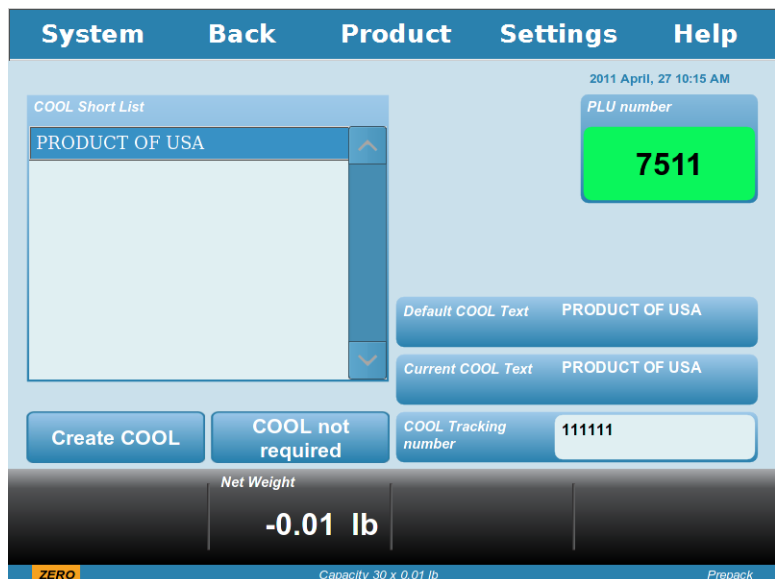 System Back Product Settings Help
2011 April, 27 10:15 AM
COOL Short List
PLU number
PRODUCT OF USA
7511
Default COOL Text PRODUCT OF USA
Current COOL Text PRODUCT OF USA
Create COOL
COOL not
required
COOL Tracking
number
111111
Net Weight
-0.01 lb
ZERO Capacity 30 x 0.01 lb Prepack